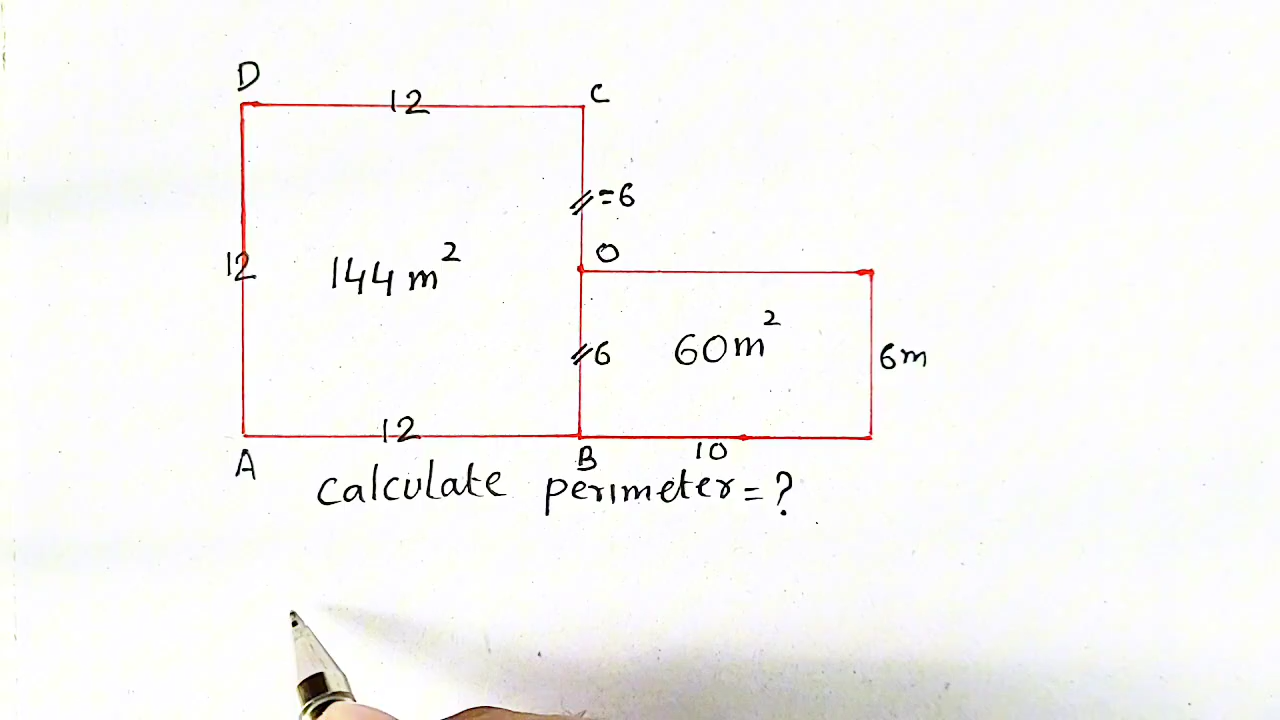 D
12
C
=6
O
12
144 m²
60m²
6
6m
12
10
A
B
calculate perimeter = ?